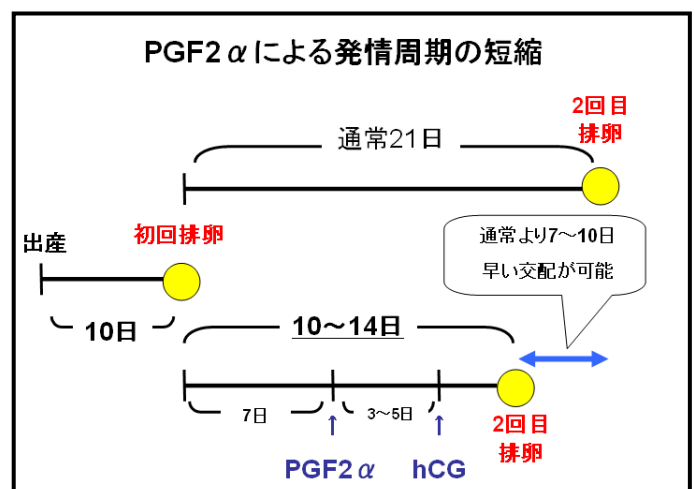 PGF2αによる発情周期の短縮
2回目
排卵
通常21日
出産
初回排卵
通常より7～10日
早い交配が可能
10日
10～14日
7日
3～5日
2回目
排卵
↑
↑
PGF2α
hCG